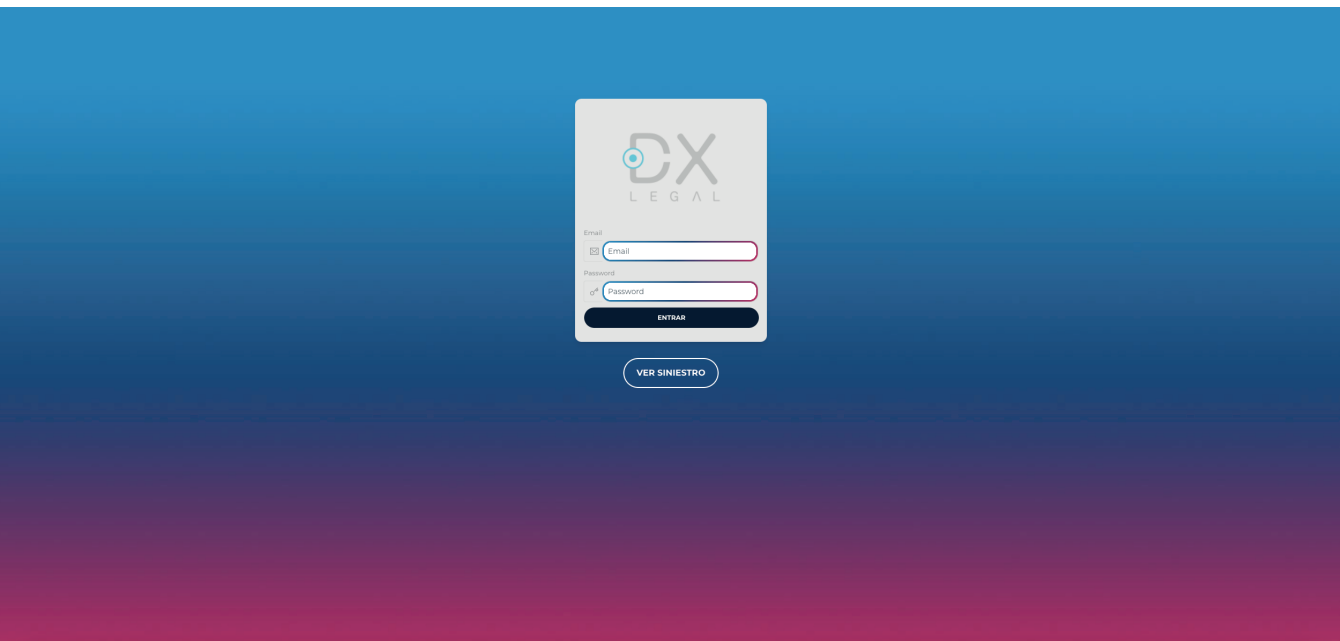 DX
LEGAL
Email
Email
Password
Password
ENTRAR
VER SINIESTRO